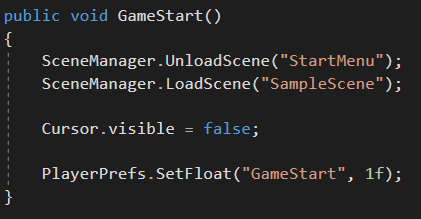 public void GameStart()
{
SceneManager.UnloadScene("StartMenu");
SceneManager.LoadScene("SampleScene");
Cursor.visible = false;
PlayerPrefs.SetFloat("GameStart", 1f);
}